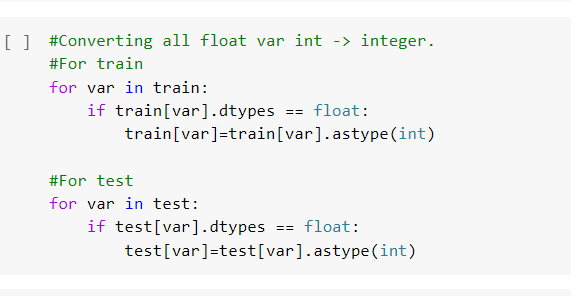 [ ] #Converting all float var int -> integer.
#For train
for var in train:
    if train[var].dtypes == float:
        train[var]=train[var].astype(int)

#For test
for var in test:
    if test[var].dtypes == float:
        test[var]=test[var].astype(int)